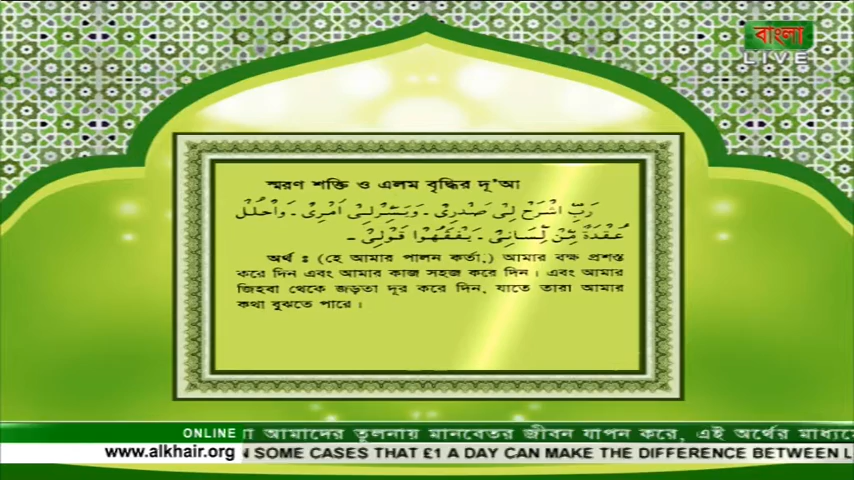 বাংলা
LIVE
স্মরণ শক্তি ও এলম বৃদ্ধির দূ'আ
رَبِّ اشْرَحْ لِىْ صَدْرِىْ ـ وَيَسِّرْلِىْ اَمْرِىْ ـ وَاحْلُلْ
عُقْدَةً مِّنْ لِّسَانِىْ ـ يَفْقَهُوْا قَوْلِىْ ـ
অর্থ ঃ (হে আমার পালন কর্তা,) আমার বক্ষ প্রশস্ত
করে দিন এবং আমার কাজ সহজ করে দিন। এবং আমার
জিহবা থেকে জড়তা দূর করে দিন, যাতে তারা আমার
কথা বুঝতে পারে।
ONLINE
আমাদের তুলনায় মানবেতর জীবন যাপন করে, এই অর্থের মাধ্যমে
www.alkhair.org
N SOME CASES THAT £1 A DAY CAN MAKE THE DIFFERENCE BETWEEN L